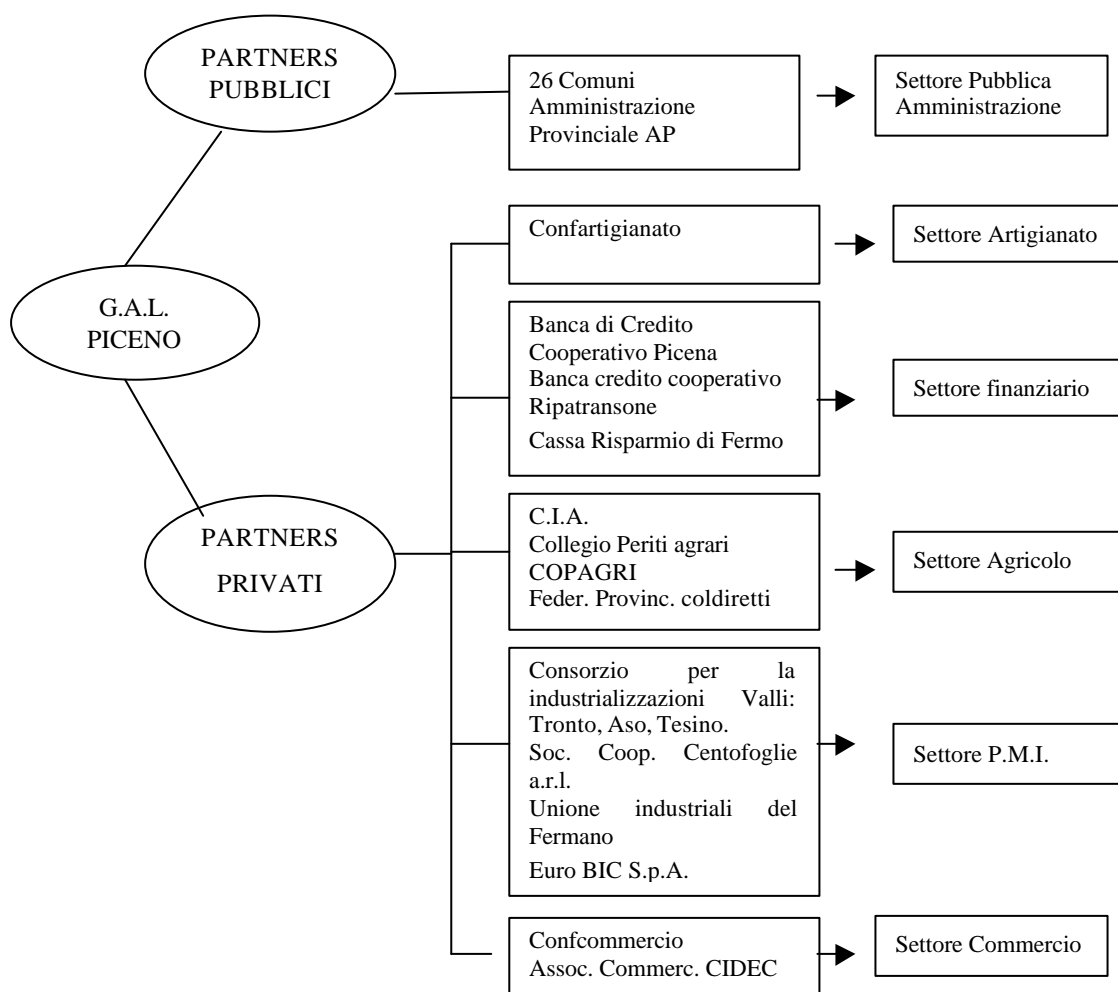 PARTNERS
PUBBLICI
26 Comuni
Amministrazione
Provinciale AP
Settore Pubblica
Amministrazione
Confartigianato
Settore Artigianato
G.A.L.
PICENO
Banca di Credito
Cooperativo Picena
Banca credito cooperativo
Ripatransone
Cassa Risparmio di Fermo
Settore finanziario
PARTNERS
PRIVATI
C.I.A.
Collegio Periti agrari
COPAGRI
Feder. Provinc. coldiretti
Settore Agricolo
Consorzio per la
industrializzazioni Valli:
Tronto, Aso, Tesino.
Soc. Coop. Centofoglie
a.r.l.
Unione industriali del
Fermano
Euro BIC S.p.A.
Settore P.M.I.
Confcommercio
Assoc. Commerc. CIDEC
Settore Commercio